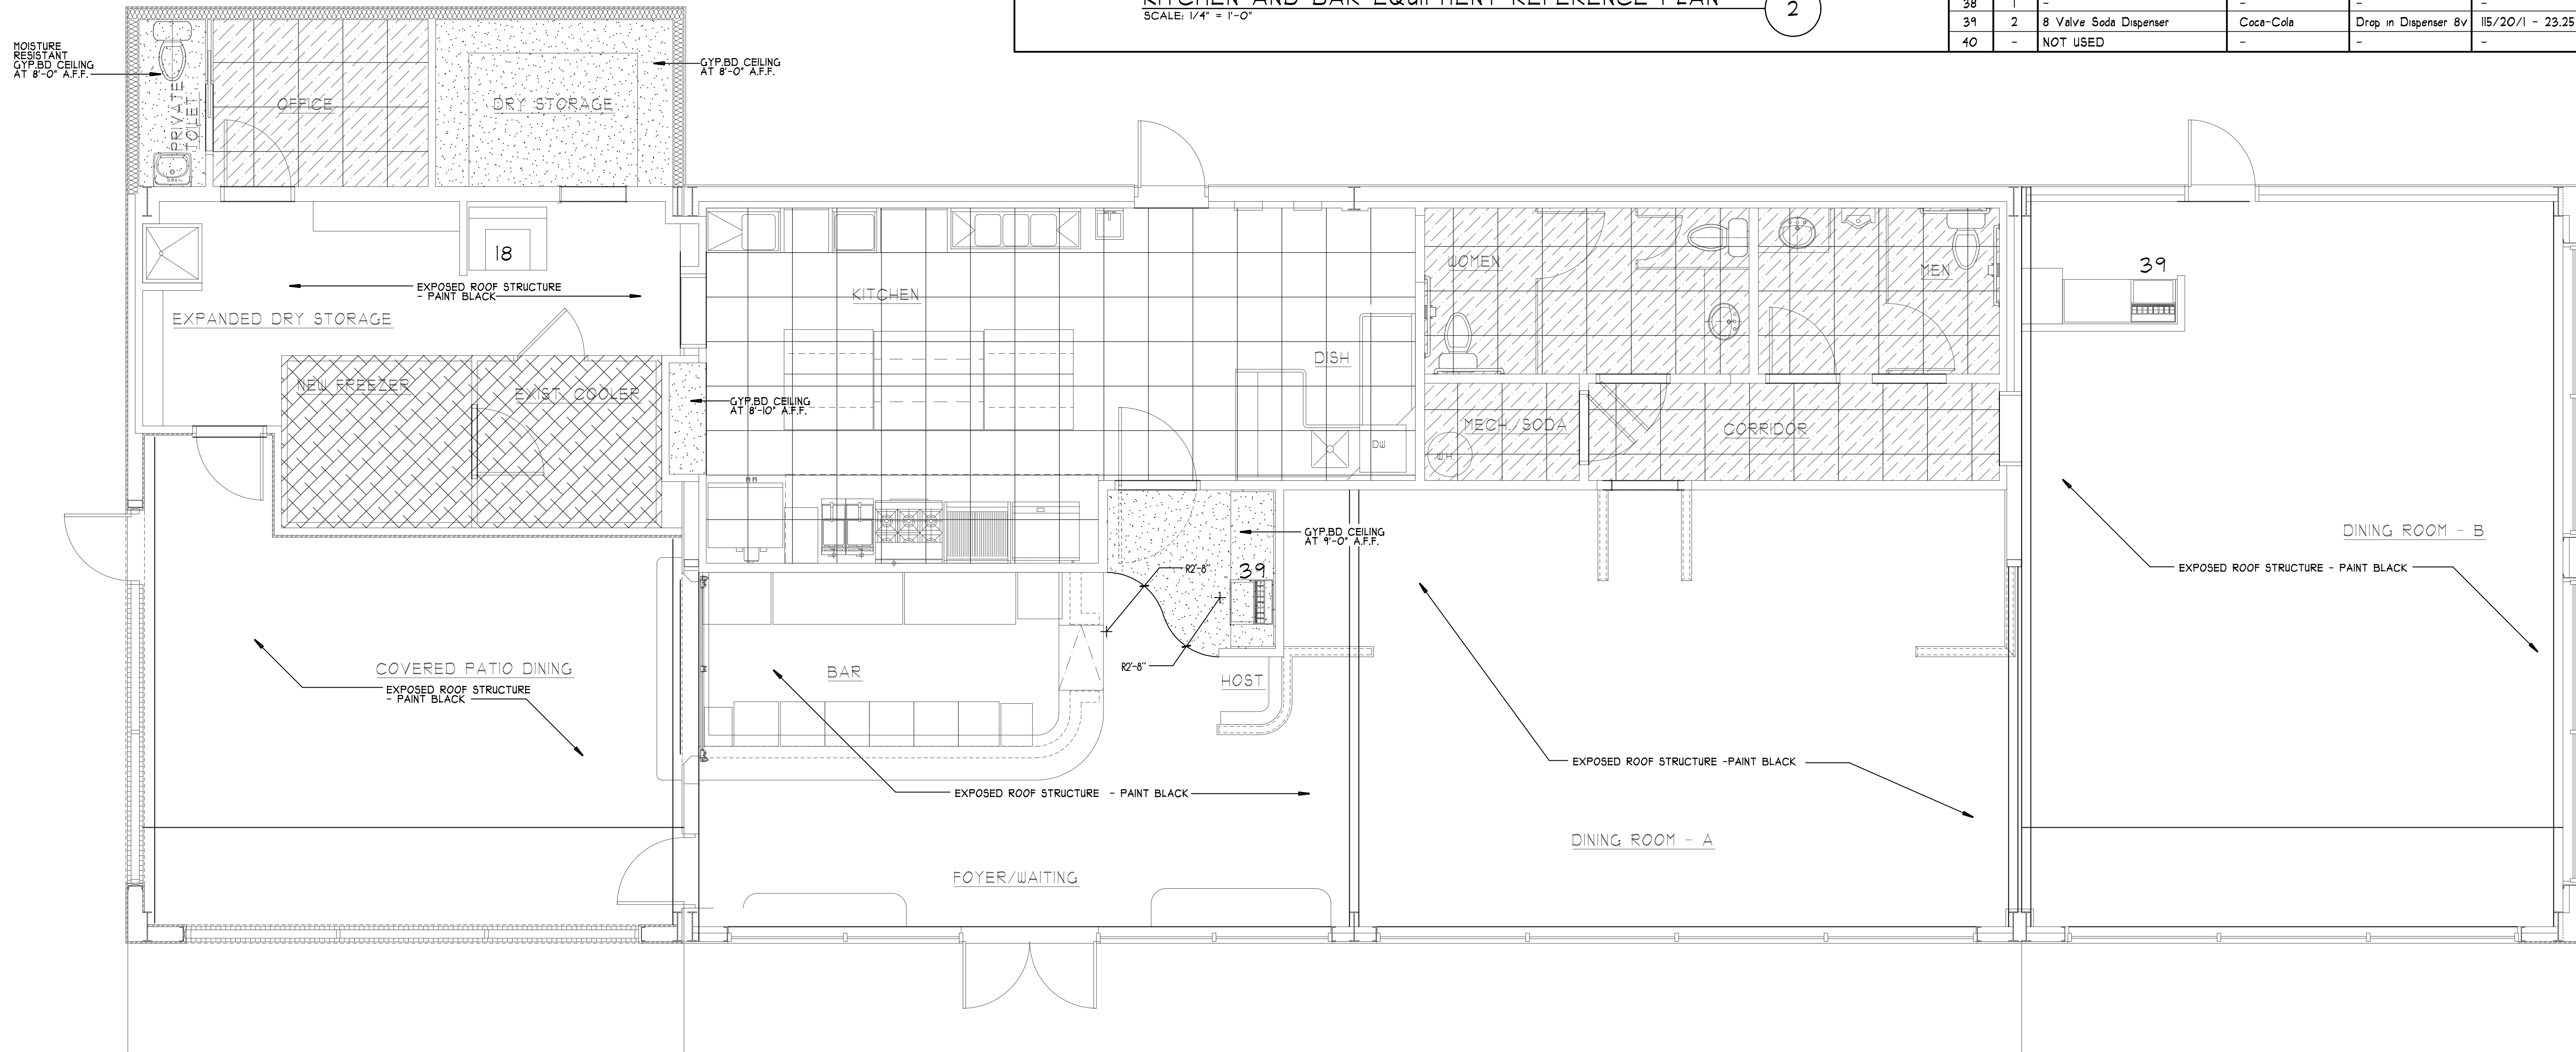 KITCHEN AND BAR EQUIPMENT REFERENCE PLAN
SCALE: 1/4" = 1'-0"
2
38 1 - - - -
39 2 8 Valve Soda Dispenser Coca-Cola Drop in Dispenser 8v 115/20/1 - 23.25
40 - NOT USED - - -
MOISTURE
RESISTANT
GYP.BD CEILING
AT 8'-0" A.F.F.
PRIVATE
TOILET
OFFICE
DRY STORAGE
GYP.BD CEILING
AT 8'-0" A.F.F.
18
EXPOSED ROOF STRUCTURE
- PAINT BLACK
EXPANDED DRY STORAGE
NEW FREEZER
EXIST. COOLER
GYP.BD CEILING
AT 8'-10" A.F.F.
KITCHEN
DISH
DW
WOMEN
MEN
MECH. SODA
W.H.
CORRIDOR
39
DINING ROOM - B
EXPOSED ROOF STRUCTURE - PAINT BLACK
GYP.BD CEILING
AT 9'-0" A.F.F.
R2'-8"
39
R2'-8"
HOST
BAR
COVERED PATIO DINING
EXPOSED ROOF STRUCTURE
- PAINT BLACK
EXPOSED ROOF STRUCTURE - PAINT BLACK
EXPOSED ROOF STRUCTURE -PAINT BLACK
DINING ROOM - A
FOYER/WAITING